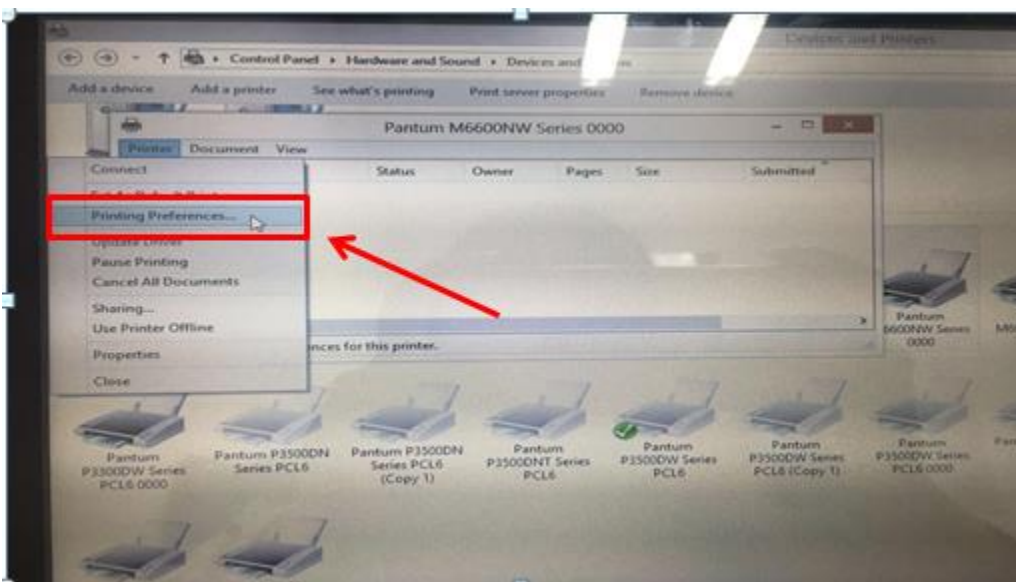 Devices and Printers
Control Panel ▸ Hardware and Sound ▸ Devices and
Add a device Add a printer See what's printing Print server properties Remove device
Pantum M6600NW Series 0000
Printer Document View
Status Owner Pages Size Submitted
Connect
Printing Preferences...
Update Driver
Pause Printing
Cancel All Documents
Sharing...
Use Printer Offline
Properties
Close
nces for this printer.
Pantum
6600NW Series
0000
Pantum
P3500DW Series
PCL6 0000
Pantum P3500DN
Series PCL6
Pantum P3500DN
Series PCL6
(Copy 1)
Pantum
P3500DNT Series
PCL6
Pantum
P3500DW Series
PCL6
Pantum
P3500DW Series
PCL6 (Copy 1)
Pantum
P3500DW Series
PCL6 0000